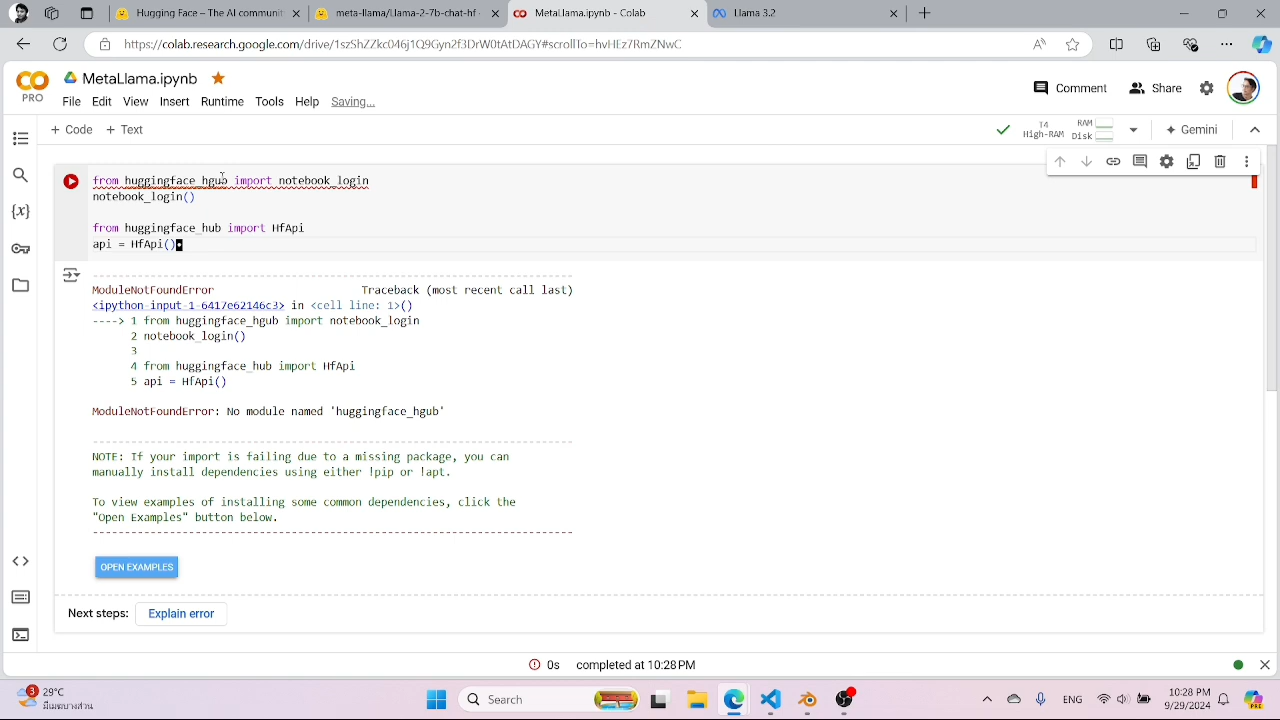 Hugging Face – The AI communit
meta-llama/Llama-2-7b-chat-hf
MetaLlama.ipynb - Colab
Llama 3.2
https://colab.research.google.com/drive/1szShZZkc046j1Q9Gyn2f3DrW0tAtDAGY#scrollTo=hvHEz7RmZNwC
PRO
MetaLlama.ipynb
File Edit View Insert Runtime Tools Help Saving...
Comment
Share
+ Code + Text
T4
High-RAM
RAM
Disk
Gemini
from huggingface_hgub import notebook_login
notebook_login()
from huggingface_hub import HfApi
api = HfApi()
---------------------------------------------------------------------------
ModuleNotFoundError Traceback (most recent call last)
<ipython-input-1-6417e62146c3> in <cell line: 1>()
----> 1 from huggingface_hgub import notebook_login
2 notebook_login()
3
4 from huggingface_hub import HfApi
5 api = HfApi()
ModuleNotFoundError: No module named 'huggingface_hgub'
---------------------------------------------------------------------------
NOTE: If your import is failing due to a missing package, you can
manually install dependencies using either !pip or !apt.
To view examples of installing some common dependencies, click the
"Open Examples" button below.
---------------------------------------------------------------------------
OPEN EXAMPLES
Next steps: Explain error
0s completed at 10:28 PM
3
29°C
Search
ENG
10:28 PM
9/29/2024
PRE